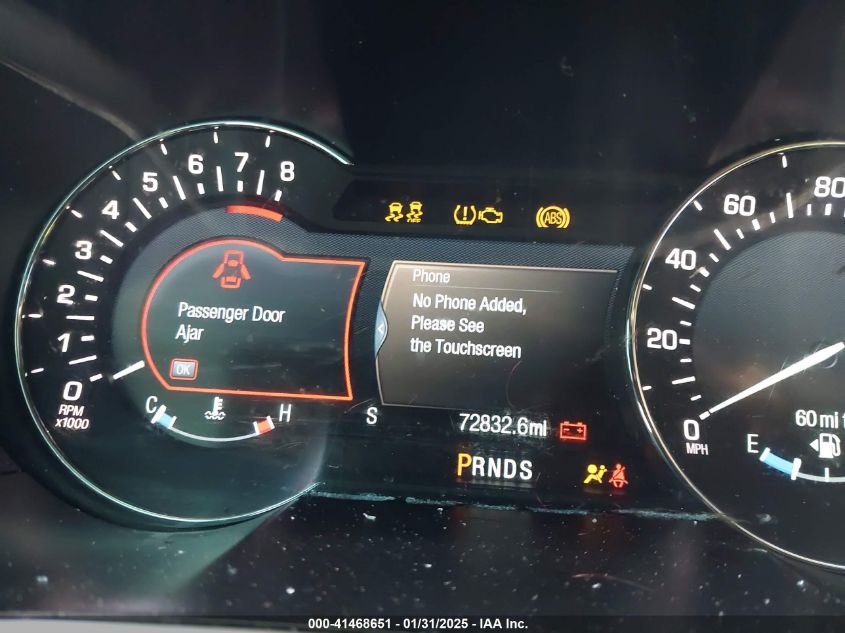 0 1 2 3 4 5 6 7 8
RPM
x1000
Passenger Door
Ajar
OK
C H
TPC
ABS
Phone
No Phone Added,
Please See
the Touchscreen
S
72832.6mi
PRNDS
0 20 40 60 80
MPH
60 mi t
E
000-41468651 / 01/31/2025 - IAA Inc.